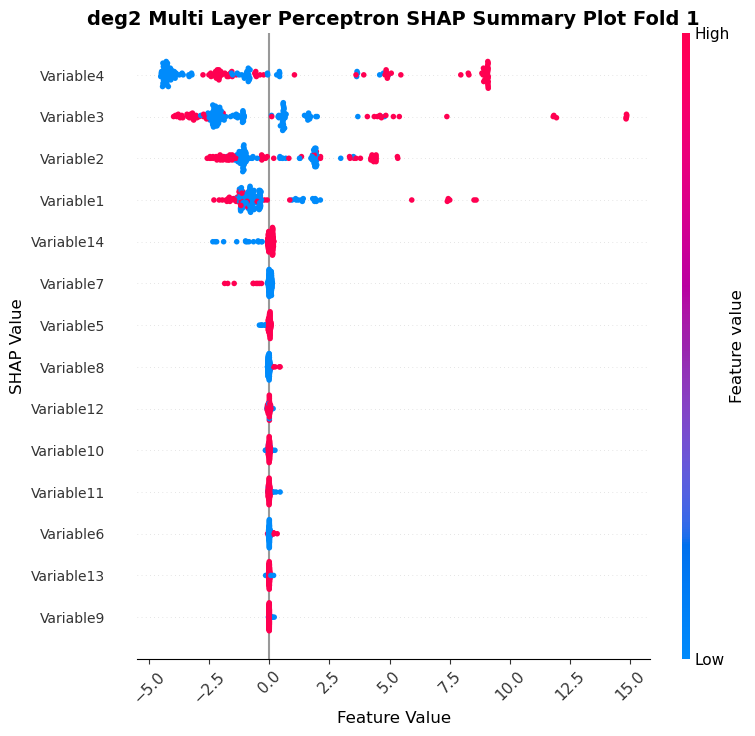 deg2 Multi Layer Perceptron SHAP Summary Plot Fold 1
High
Variable4
Variable3
Variable2
Variable1
Variable14
Variable7
Variable5
Variable8
Variable12
Variable10
Variable11
Variable6
Variable13
Variable9
SHAP Value
Feature value
Low
−5.0 −2.5 0.0 2.5 5.0 7.5 10.0 12.5 15.0
Feature Value